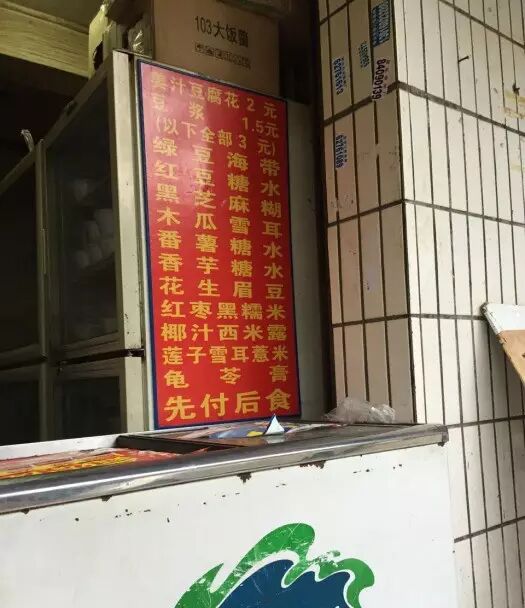 103大饭圈
姜汁豆腐花2元
豆浆1.5元
(以下全部3元)
绿豆海带
红豆糖水
黑芝麻糊
木瓜雪耳
番薯糖水
香芋糖水
花生眉豆
红枣黑糯米
椰汁西米露
莲子雪耳薏米
龟苓膏
先付后食